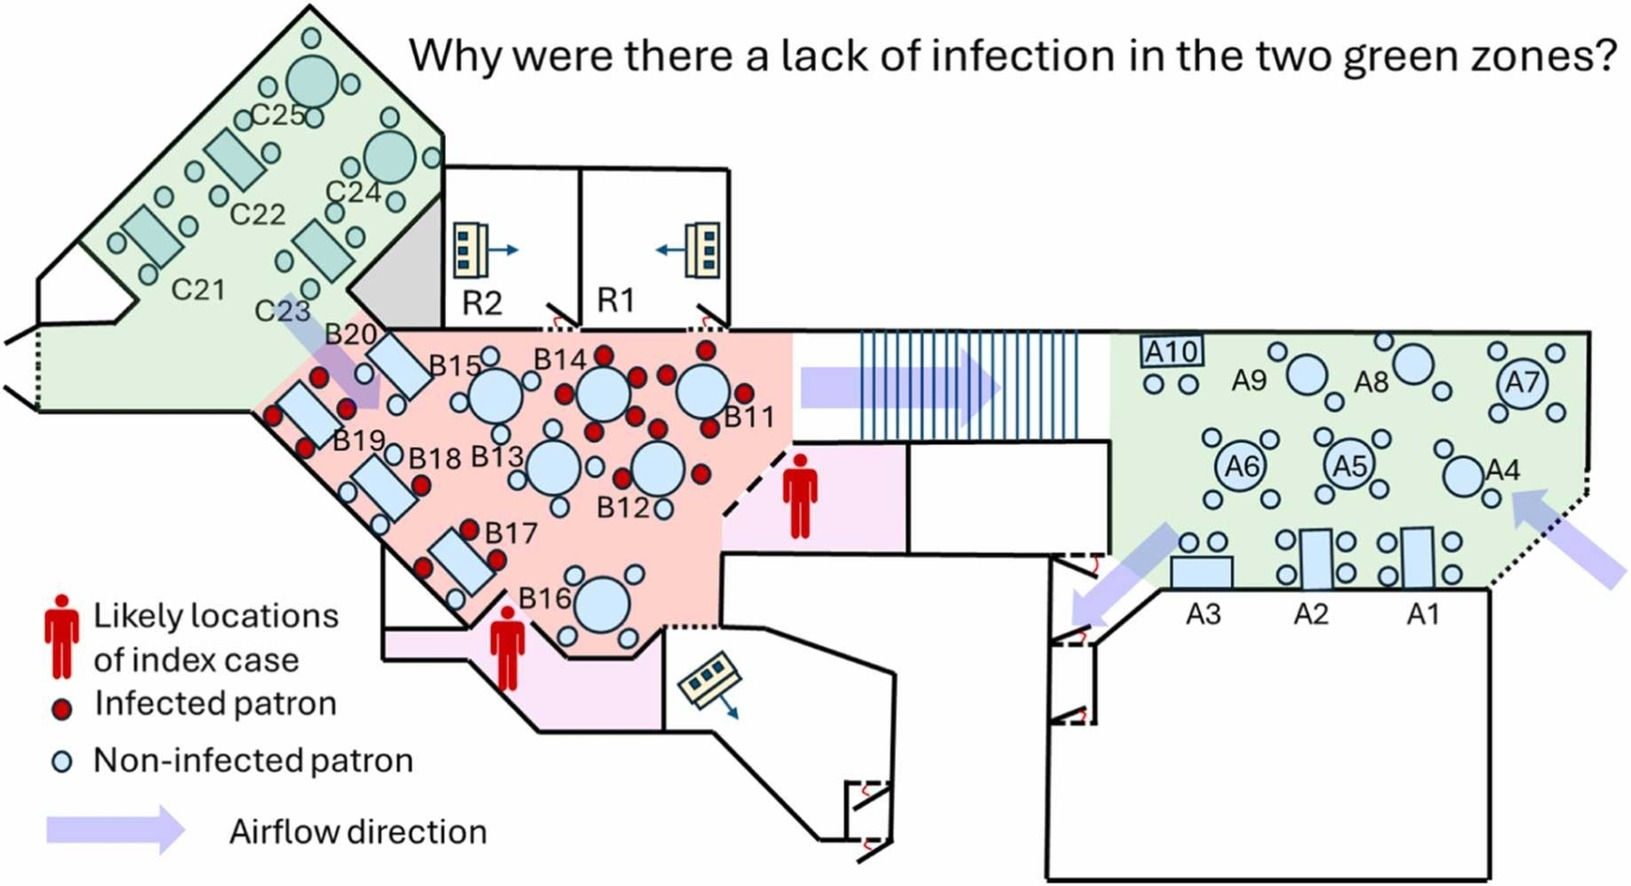 Why were there a lack of infection in the two green zones?
C25
C24
C22
C21
C23
R2
R1
B20
B15
B14
B11
B19
B18
B13
B12
B17
B16
A10
A9
A8
A7
A6
A5
A4
A3
A2
A1
Likely locations
of index case
Infected patron
Non-infected patron
Airflow direction